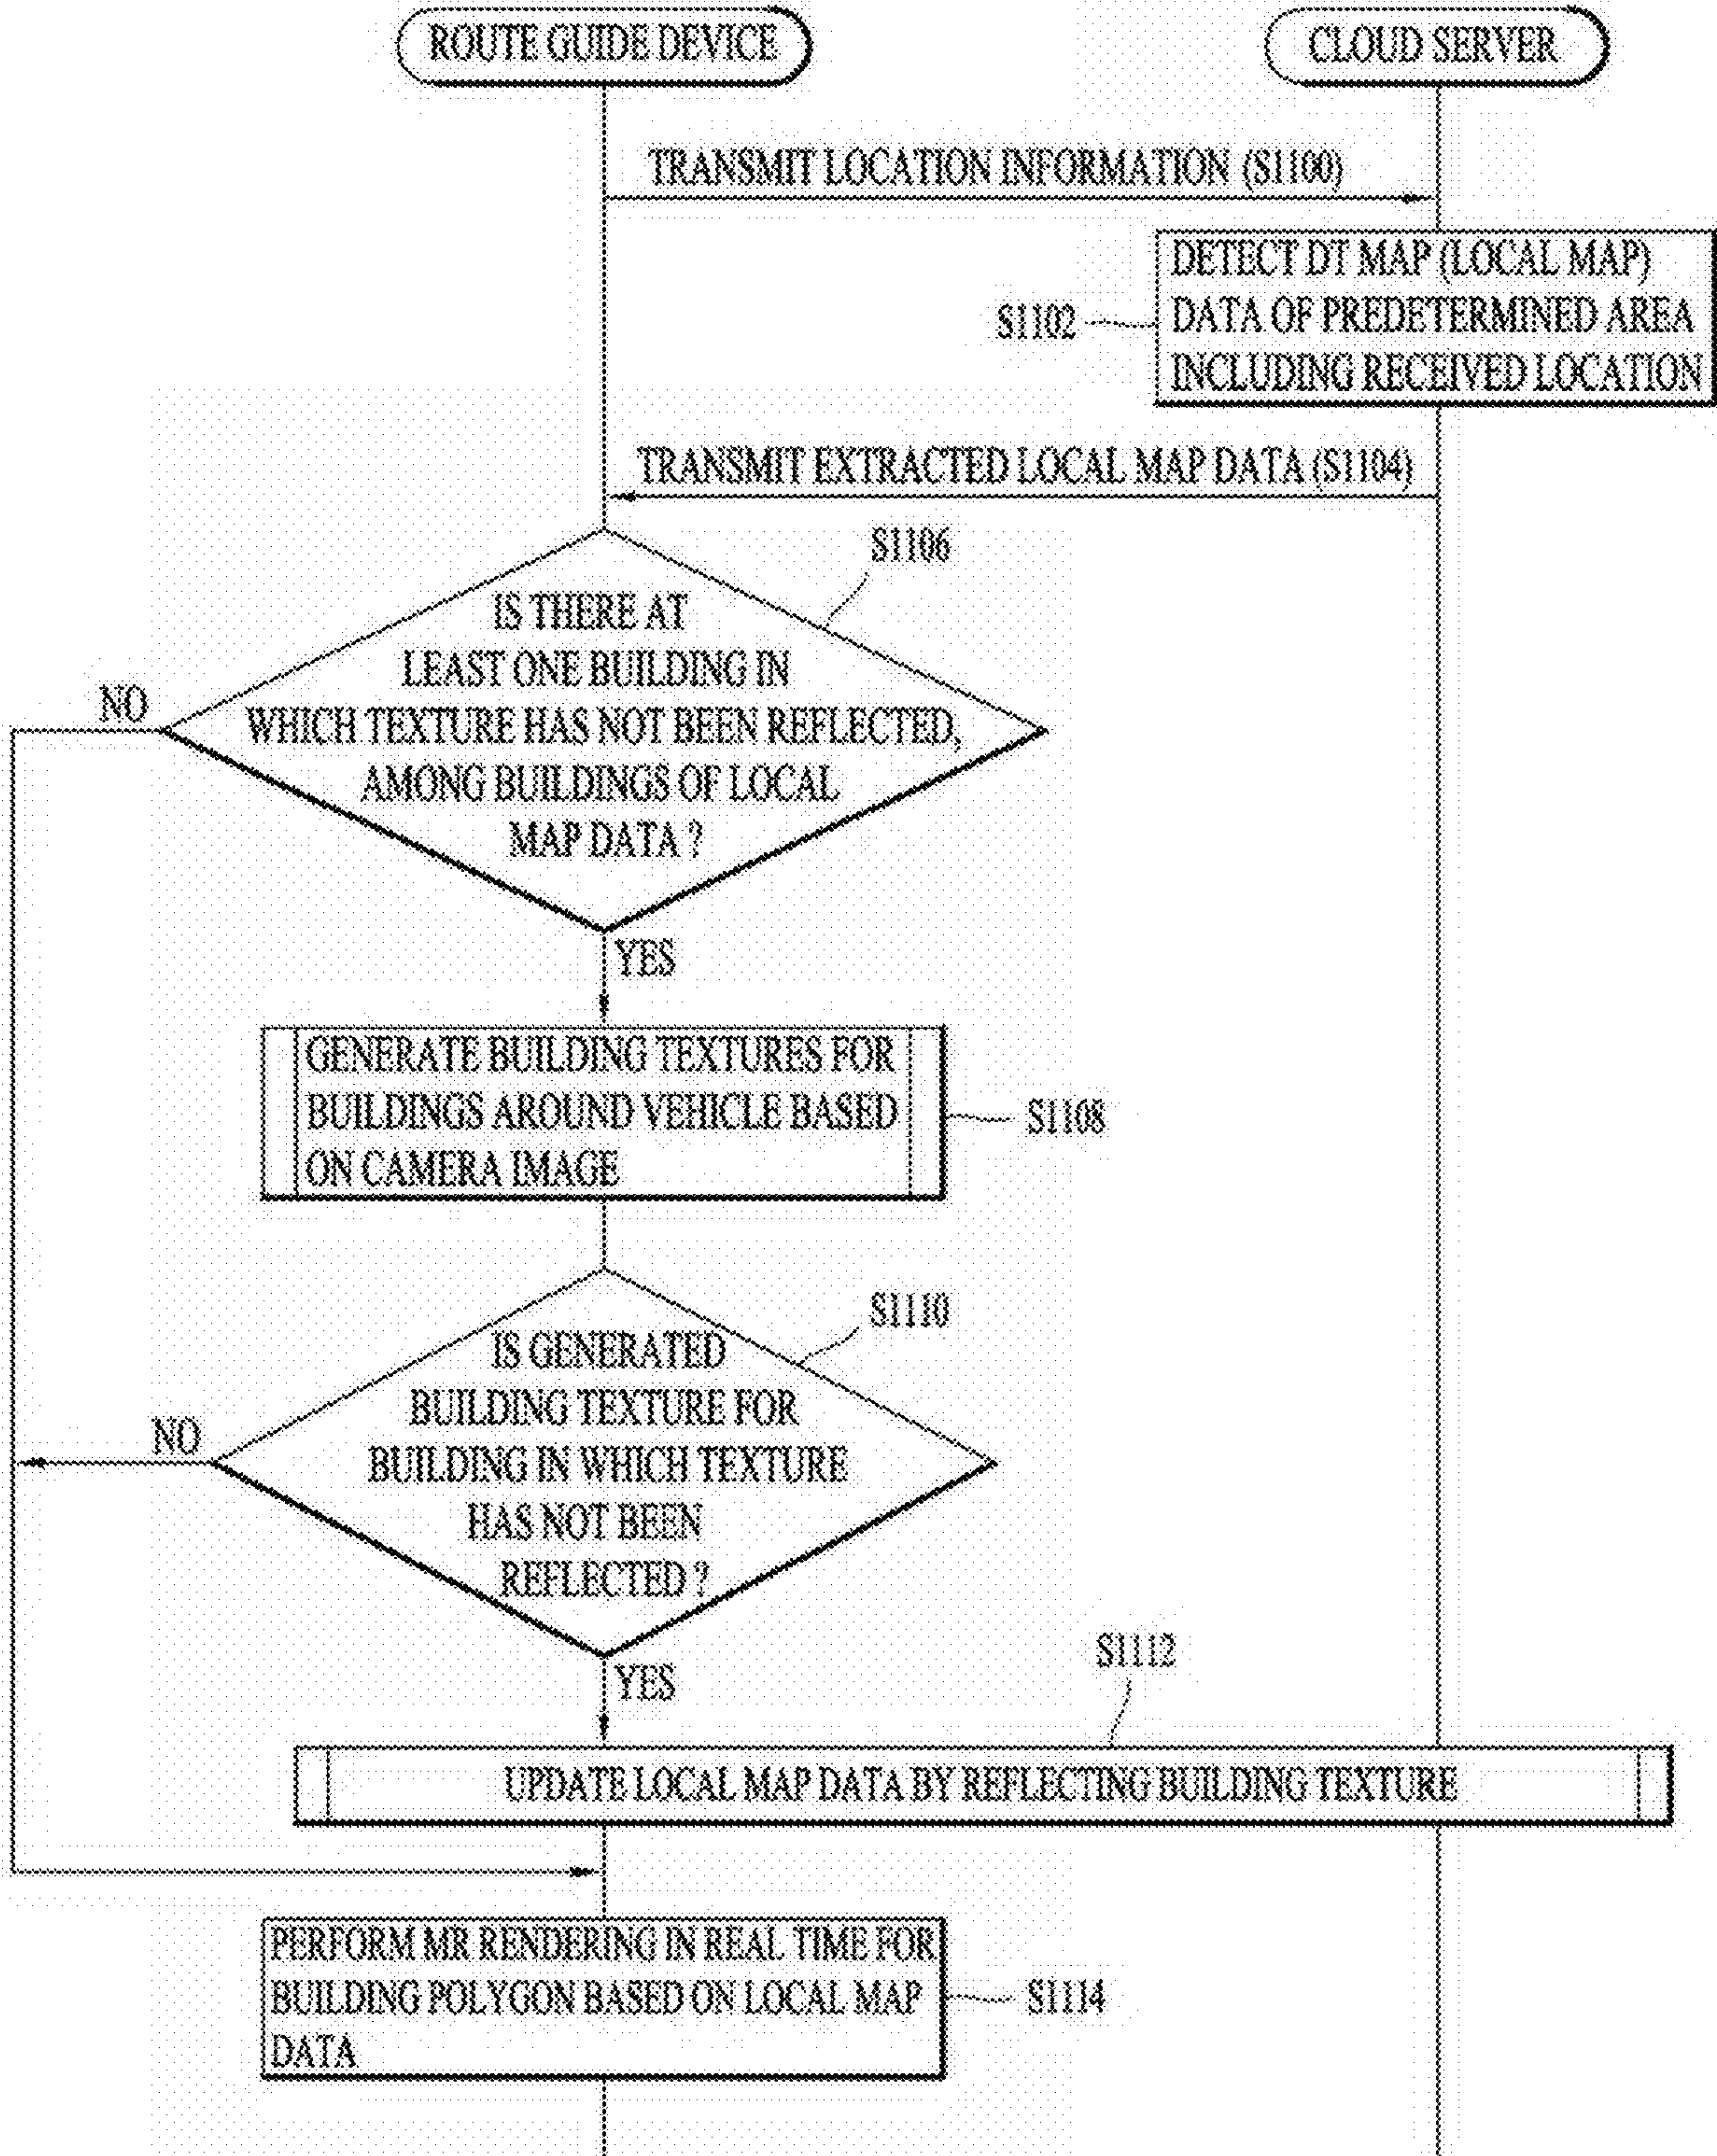 ROUTE GUIDE DEVICE
CLOUD SERVER
TRANSMIT LOCATION INFORMATION (S1100)
DETECT DT MAP (LOCAL MAP)
DATA OF PREDETERMINED AREA
INCLUDING RECEIVED LOCATION
S1102
TRANSMIT EXTRACTED LOCAL MAP DATA (S1104)
S1106
IS THERE AT
LEAST ONE BUILDING IN
WHICH TEXTURE HAS NOT BEEN REFLECTED,
AMONG BUILDINGS OF LOCAL
MAP DATA ?
NO
YES
GENERATE BUILDING TEXTURES FOR
BUILDINGS AROUND VEHICLE BASED
ON CAMERA IMAGE
S1108
S1110
IS GENERATED
BUILDING TEXTURE FOR
BUILDING IN WHICH TEXTURE
HAS NOT BEEN
REFLECTED ?
NO
YES
S1112
UPDATE LOCAL MAP DATA BY REFLECTING BUILDING TEXTURE
PERFORM MR RENDERING IN REAL TIME FOR
BUILDING POLYGON BASED ON LOCAL MAP
DATA
S1114